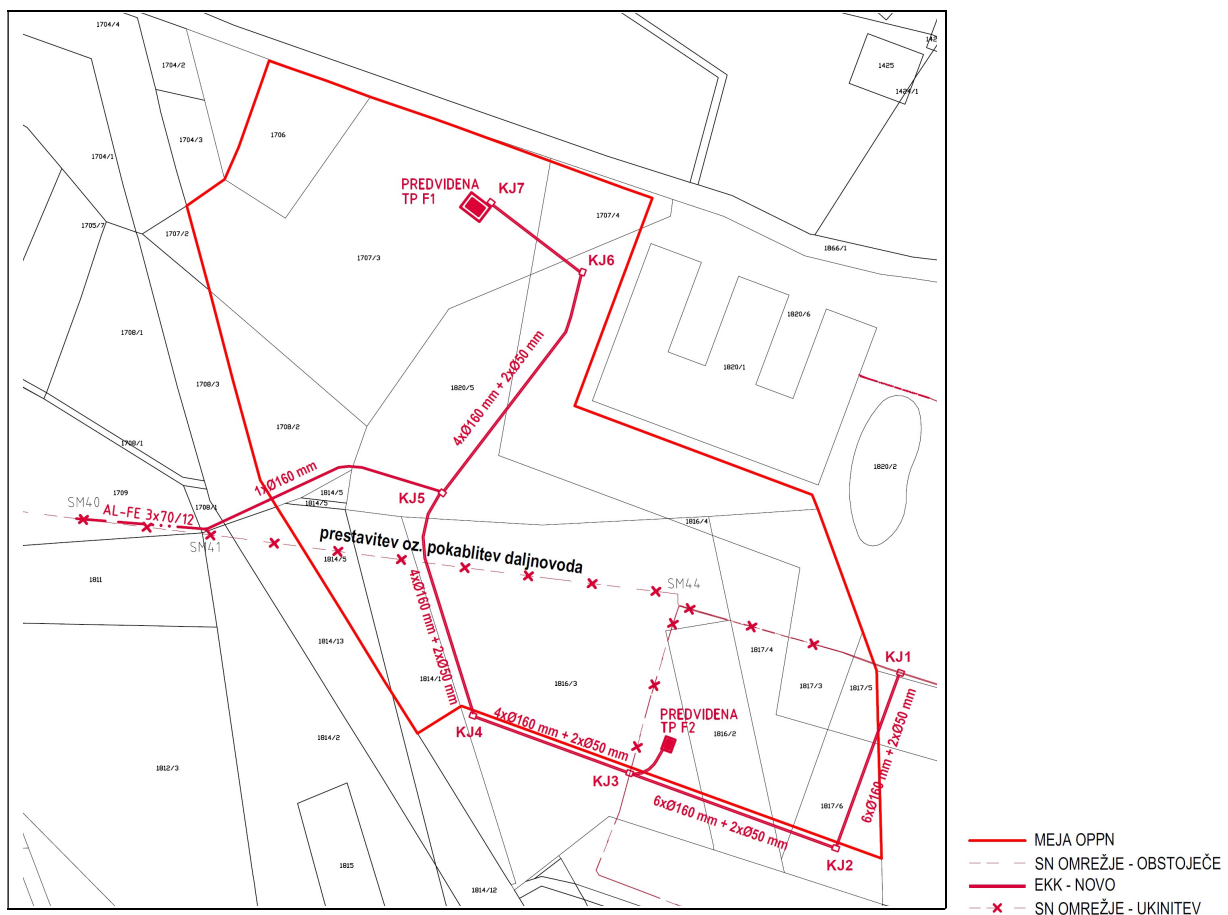 1704/4
1704/2
1425
1424/1
1706
1704/3
1704/1
PREDVIDENA
TP F1
KJ7
1707/4
1705/7
1707/2
1707/3
1866/1
KJ6
1820/6
1708/1
4xØ160 mm + 2xØ50 mm
1820/1
1708/3
1820/5
1708/2
1708/1
1820/2
1709
1xØ160 mm
1814/5
1814/5
KJ5
SM40
AL-FE 3x70/12
1708/1
1816/4
SM41
prestavitev oz. pokablitev daljnovoda
1814/5
1811
SM44
4xØ160 mm + 2xØ50 mm
1814/13
1817/4
KJ1
1814/1
1816/3
1817/3
1817/5
4xØ160 mm + 2xØ50 mm
PREDVIDENA
TP F2
1816/2
KJ4
1814/2
6xØ160 mm + 2xØ50 mm
1812/3
KJ3
6xØ160 mm + 2xØ50 mm
1817/6
KJ2
1815
1814/12
MEJA OPPN
SN OMREŽJE - OBSTOJEČE
EKK - NOVO
SN OMREŽJE - UKINITEV